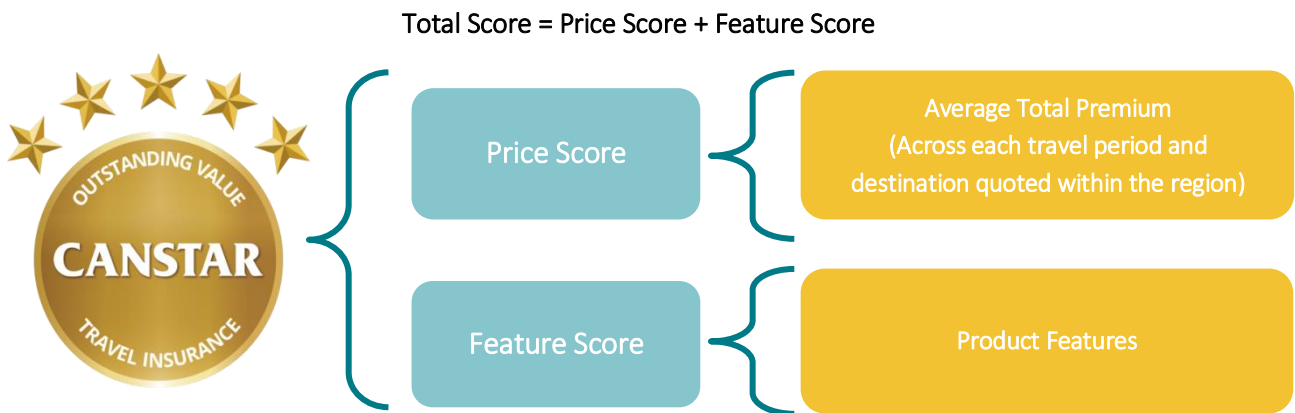 Total Score = Price Score + Feature Score
OUTSTANDING VALUE
CANSTAR
TRAVEL INSURANCE
Price Score
Average Total Premium
(Across each travel period and
destination quoted within the region)
Feature Score
Product Features